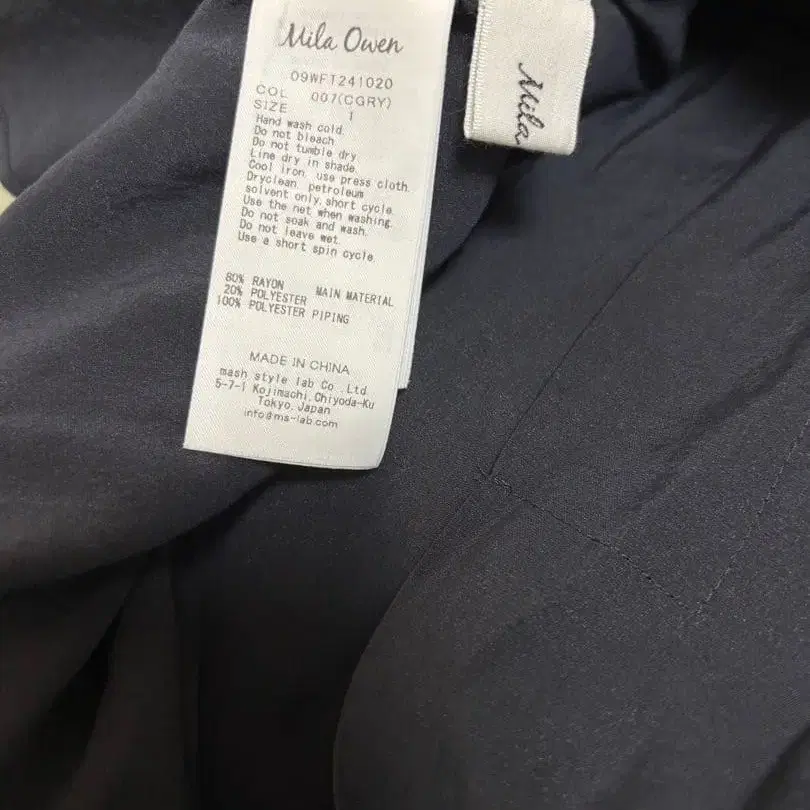 Mila Owen
09WFT241020
COL 007(CGRY)
SIZE 1
Hand wash cold.
Do not bleach
Do not tumble dry
Line dry in shade.
Cool iron, use press cloth.
Dryclean, petroleum
solvent only, short cycle.
Use the net when washing.
Do not soak and wash.
Do not leave wet.
Use a short spin cycle.
80% RAYON MAIN MATERIAL
20% POLYESTER
100% POLYESTER PIPING
MADE IN CHINA
mash style lab Co.,Ltd.
5-7-1 Kojimachi,Chiyoda-Ku
Tokyo,Japan
info@ms-lab.com
Mila